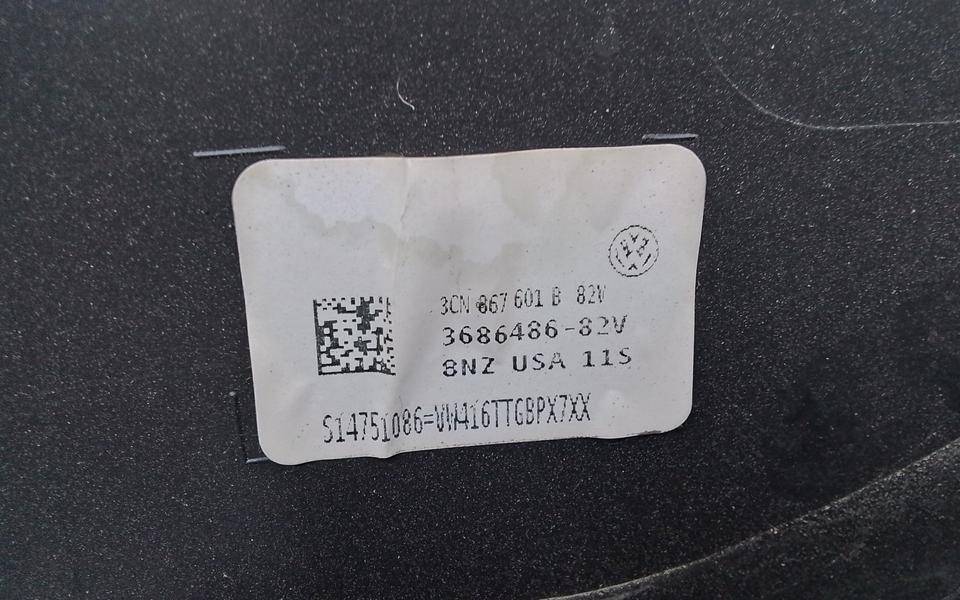 3CN 867 601 B 82V
3686486-82V
8NZ USA 11S
S14751086=VW416TTGBPX7XX